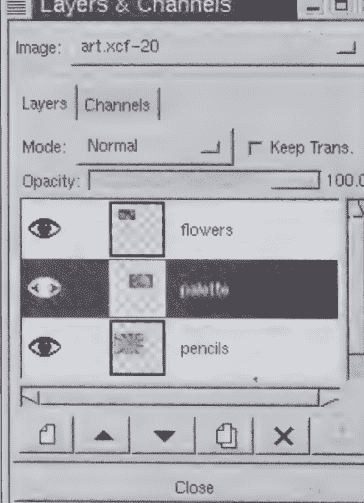 Layers & Channels
Image: art.xcf-20
Layers Channels
Mode: Normal Keep Trans.
Opacity: 100.0
flowers
palette
pencils
Close